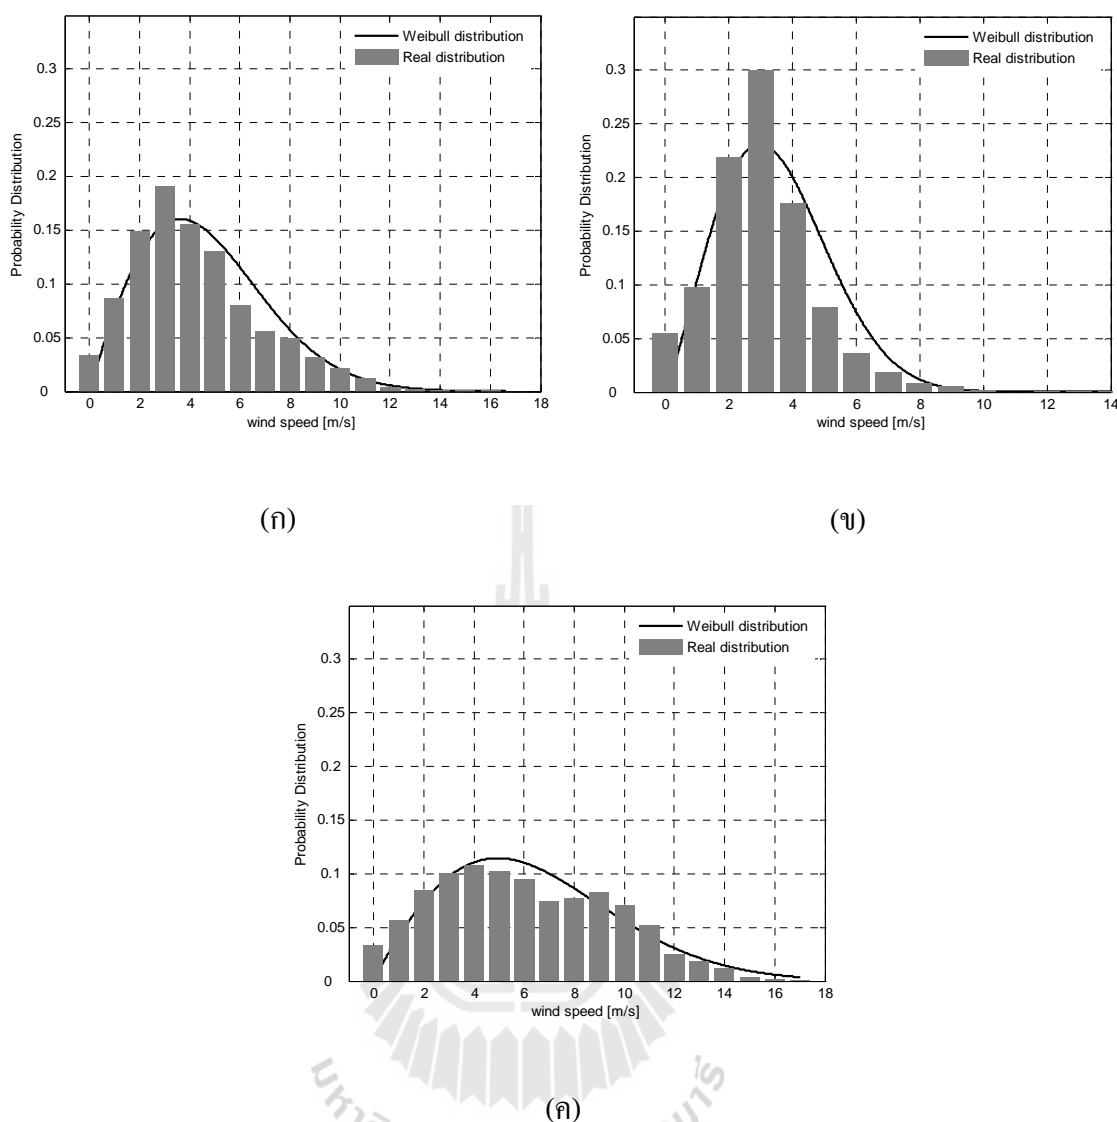 Weibull distribution
Real distribution
0.3
0.25
0.2
0.15
0.1
0.05
0
Probability Distribution
0 2 4 6 8 10 12 14 16 18
wind speed [m/s]
(ก)
Weibull distribution
Real distribution
0.3
0.25
0.2
0.15
0.1
0.05
0
Probability Distribution
0 2 4 6 8 10 12 14
wind speed [m/s]
(ข)
Weibull distribution
Real distribution
0.3
0.25
0.2
0.15
0.1
0.05
0
Probability Distribution
0 2 4 6 8 10 12 14 16 18
wind speed [m/s]
(ค)